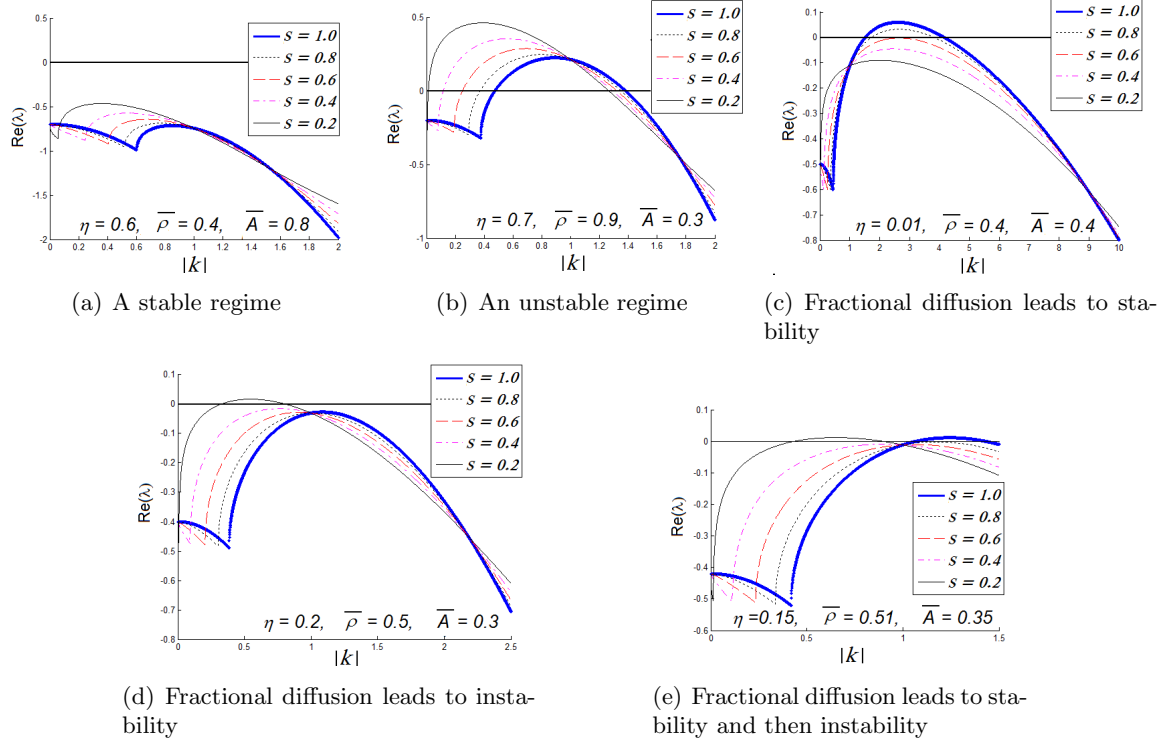 0.5
0
-0.5
-1
-1.5
-2
Re(λ)
0 0.2 0.4 0.6 0.8 1 1.2 1.4 1.6 1.8 2
|k|
s = 1.0
s = 0.8
s = 0.6
s = 0.4
s = 0.2
η = 0.6, ρ̅ = 0.4, A̅ = 0.8
(a) A stable regime
0.5
0
-0.5
-1
Re(λ)
0 0.2 0.4 0.6 0.8 1 1.2 1.4 1.6 1.8 2
|k|
s = 1.0
s = 0.8
s = 0.6
s = 0.4
s = 0.2
η = 0.7, ρ̅ = 0.9, A̅ = 0.3
(b) An unstable regime
0.1
0
-0.1
-0.2
-0.3
-0.4
-0.5
-0.6
-0.7
-0.8
Re(λ)
0 1 2 3 4 5 6 7 8 9 10
|k|
s = 1.0
s = 0.8
s = 0.6
s = 0.4
s = 0.2
η = 0.01, ρ̅ = 0.4, A̅ = 0.4
(c) Fractional diffusion leads to sta-
bility
0.1
0
-0.1
-0.2
-0.3
-0.4
-0.5
-0.6
-0.7
-0.8
Re(λ)
0 0.5 1 1.5 2 2.5
|k|
s = 1.0
s = 0.8
s = 0.6
s = 0.4
s = 0.2
η = 0.2, ρ̅ = 0.5, A̅ = 0.3
(d) Fractional diffusion leads to insta-
bility
0.1
0
-0.1
-0.2
-0.3
-0.4
-0.5
-0.6
Re(λ)
0 0.5 1 1.5
|k|
s = 1.0
s = 0.8
s = 0.6
s = 0.4
s = 0.2
η =0.15, ρ̅ = 0.51, A̅ = 0.35
(e) Fractional diffusion leads to sta-
bility and then instability